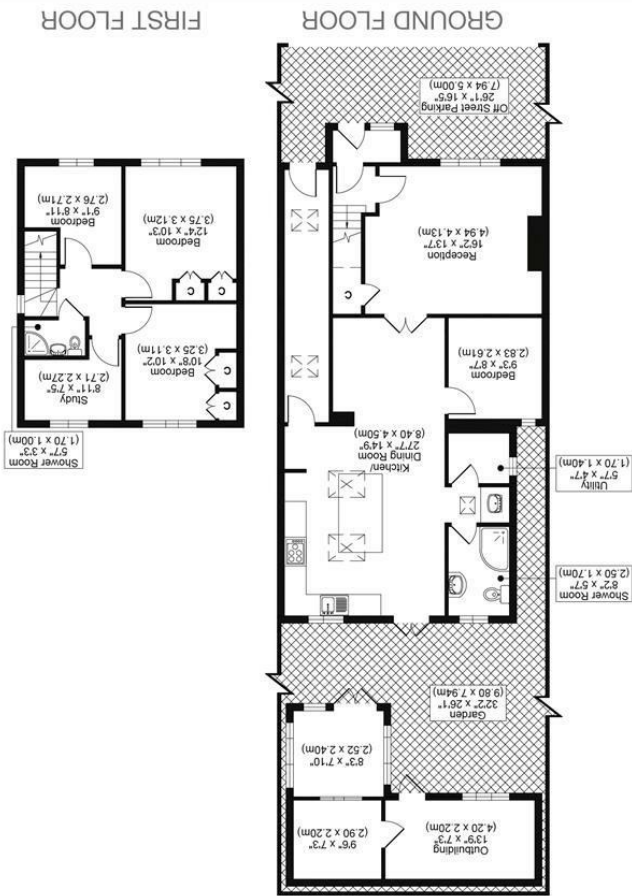 Outbuilding
13'9" x 7'3"
(4.20 x 2.20m)
9'6" x 7'3"
(2.90 x 2.20m)
8'3" x 7'10"
(2.52 x 2.40m)
Garden
32'2" x 26'1"
(9.80 x 7.94m)
Shower Room
8'2" x 5'7"
(2.50 x 1.70m)
Utility
5'7" x 4'7"
(1.70 x 1.40m)
Kitchen/
Dining Room
27'7" x 14'9"
(8.40 x 4.50m)
Bedroom
9'3" x 8'7"
(2.83 x 2.61m)
C
Reception
16'2" x 13'7"
(4.94 x 4.13m)
Off Street Parking
26'1" x 16'5"
(7.94 x 5.00m)
GROUND FLOOR
Shower Room
5'7" x 3'3"
(1.70 x 1.00m)
Study
8'11" x 7'5"
(2.71 x 2.27m)
Bedroom
10'8" x 10'2"
(3.25 x 3.11m)
C
C
C
C
Bedroom
12'4" x 10'3"
(3.75 x 3.12m)
Bedroom
9'1" x 8'11"
(2.76 x 2.71m)
FIRST FLOOR